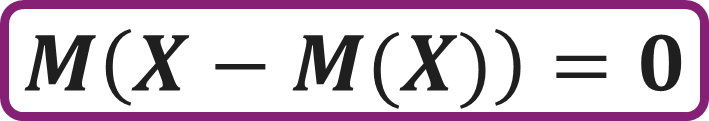 M(X − M(X)) = 0